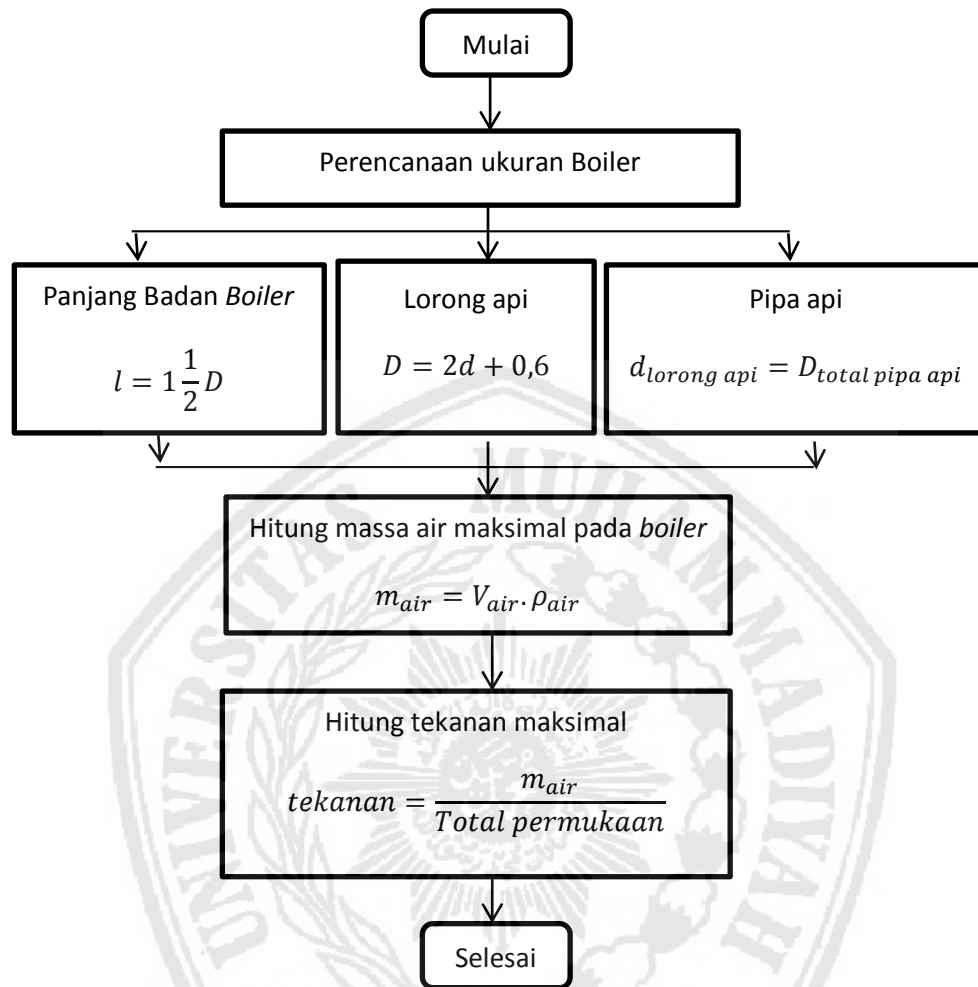 Mulai
Perencanaan ukuran Boiler
Panjang Badan Boiler
l = 1 1/2 D
Lorong api
D = 2d + 0,6
Pipa api
d_lorong api = D_total pipa api
Hitung massa air maksimal pada boiler
m_air = V_air . ρ_air
Hitung tekanan maksimal
tekanan = m_air / Total permukaan
Selesai
UNIVERSITAS MUHAMMADIYAH